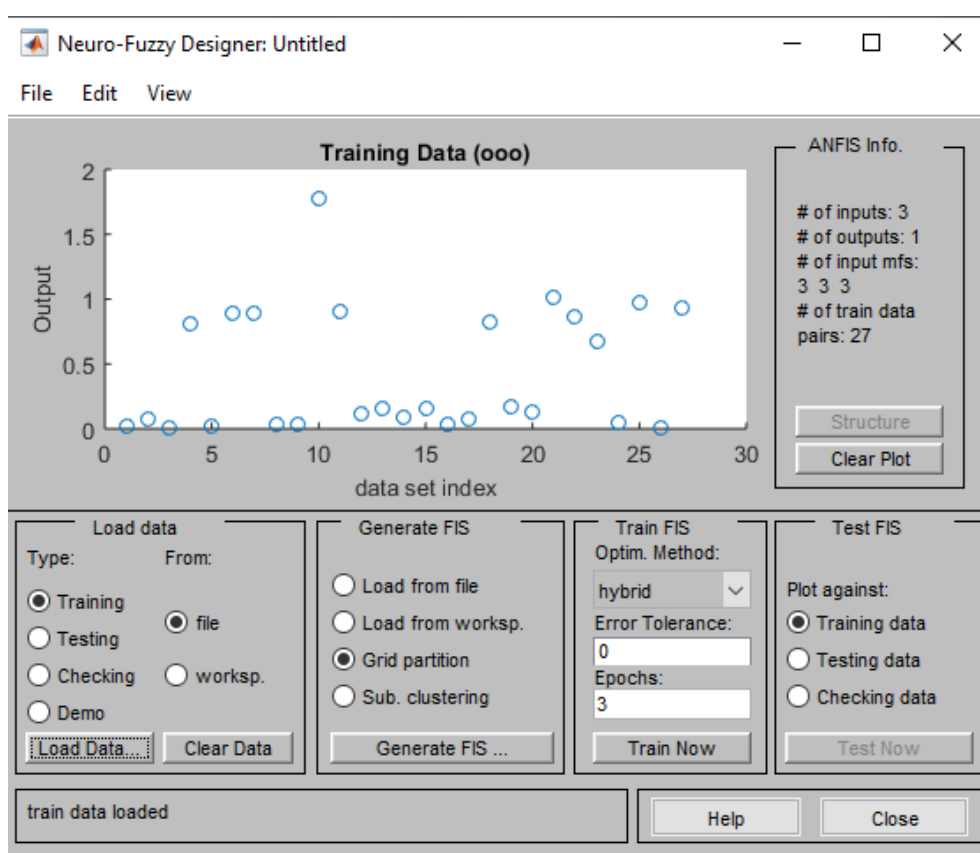 Neuro-Fuzzy Designer: Untitled
File Edit View
Training Data (ooo)
2
1.5
1
0.5
0
Output
0 5 10 15 20 25 30
data set index
ANFIS Info.
# of inputs: 3
# of outputs: 1
# of input mfs:
3 3 3
# of train data
pairs: 27
Structure
Clear Plot
Load data
Type: From:
Training
file
Testing
Checking
worksp.
Demo
Load Data...
Clear Data
Generate FIS
Load from file
Load from worksp.
Grid partition
Sub. clustering
Generate FIS ...
Train FIS
Optim. Method:
hybrid
Error Tolerance:
0
Epochs:
3
Train Now
Test FIS
Plot against:
Training data
Testing data
Checking data
Test Now
train data loaded
Help
Close